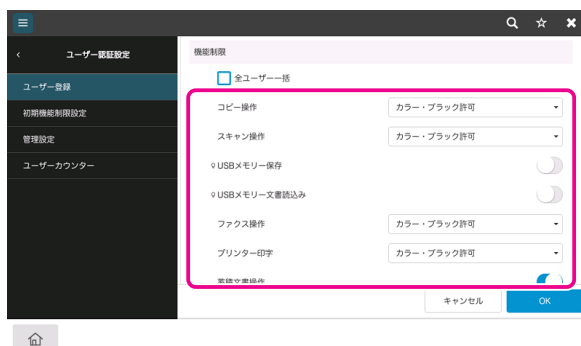 ユーザー認証設定
ユーザー登録
初期機能制限設定
管理設定
ユーザーカウンター
機能制限
全ユーザー一括
コピー操作 カラー・ブラック許可
スキャン操作 カラー・ブラック許可
USBメモリー保存
USBメモリー文書読込み
ファクス操作 カラー・ブラック許可
プリンター印字 カラー・ブラック許可
蓄積文書操作
キャンセル OK